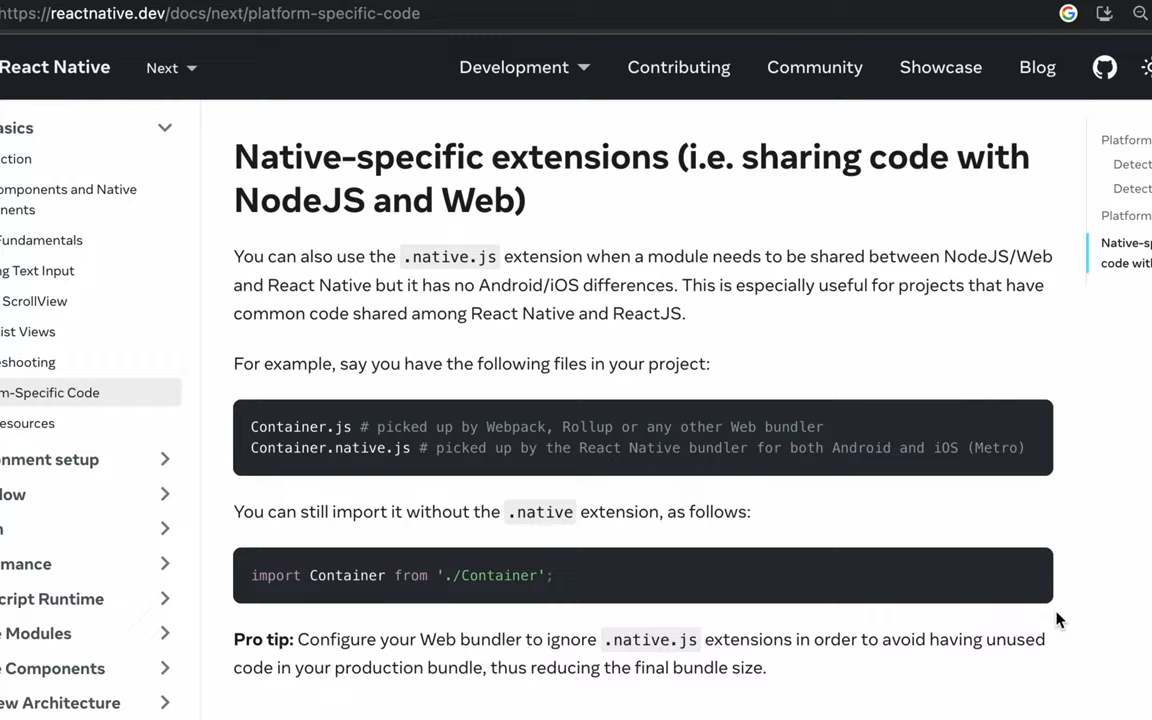 https://reactnative.dev/docs/next/platform-specific-code
React Native
Next
Development
Contributing
Community
Showcase
Blog
asics
ction
omponents and Native
nents
Fundamentals
ng Text Input
ScrollView
ist Views
eshooting
m-Specific Code
esources
onment setup
low
n
mance
cript Runtime
e Modules
e Components
ew Architecture
Native-specific extensions (i.e. sharing code with
NodeJS and Web)
You can also use the .native.js extension when a module needs to be shared between NodeJS/Web
and React Native but it has no Android/iOS differences. This is especially useful for projects that have
common code shared among React Native and ReactJS.
For example, say you have the following files in your project:
Container.js # picked up by Webpack, Rollup or any other Web bundler
Container.native.js # picked up by the React Native bundler for both Android and iOS (Metro)
You can still import it without the .native extension, as follows:
import Container from './Container';
Pro tip: Configure your Web bundler to ignore .native.js extensions in order to avoid having unused
code in your production bundle, thus reducing the final bundle size.
Platform
Detect
Detect
Platform
Native-sp
code with